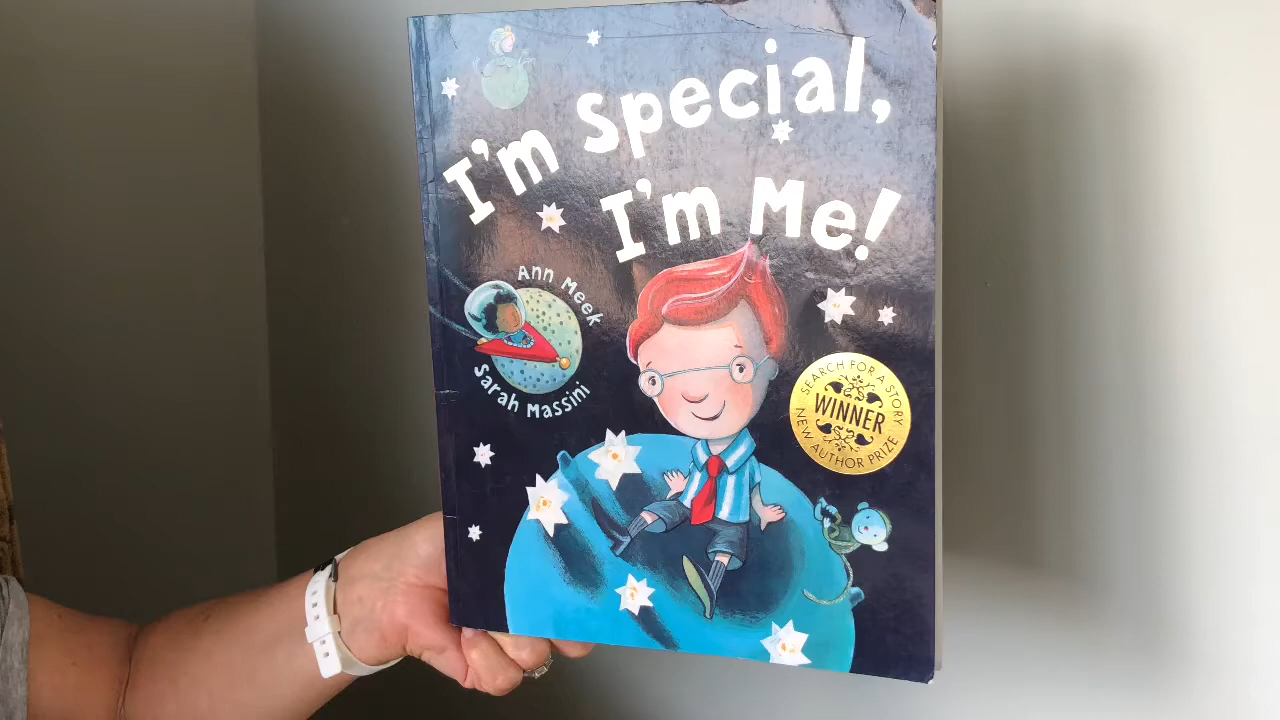 I'm Special,
I'm Me!
Ann Meek
Sarah Massini
SEARCH FOR A STORY
WINNER
NEW AUTHOR PRIZE